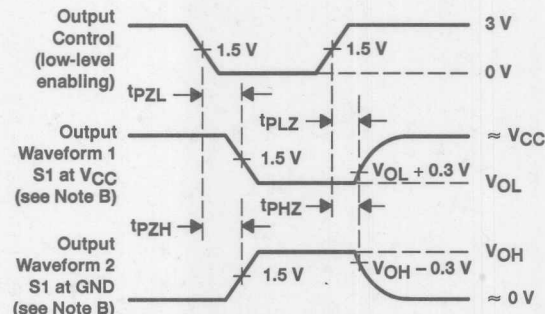 Output
Control
(low-level
enabling)
1.5 V
1.5 V
3 V
0 V
tPZL
tPLZ
Output
Waveform 1
S1 at VCC
(see Note B)
1.5 V
VOL + 0.3 V
≈ VCC
VOL
tPZH
tPHZ
Output
Waveform 2
S1 at GND
(see Note B)
1.5 V
VOH − 0.3 V
VOH
≈ 0 V